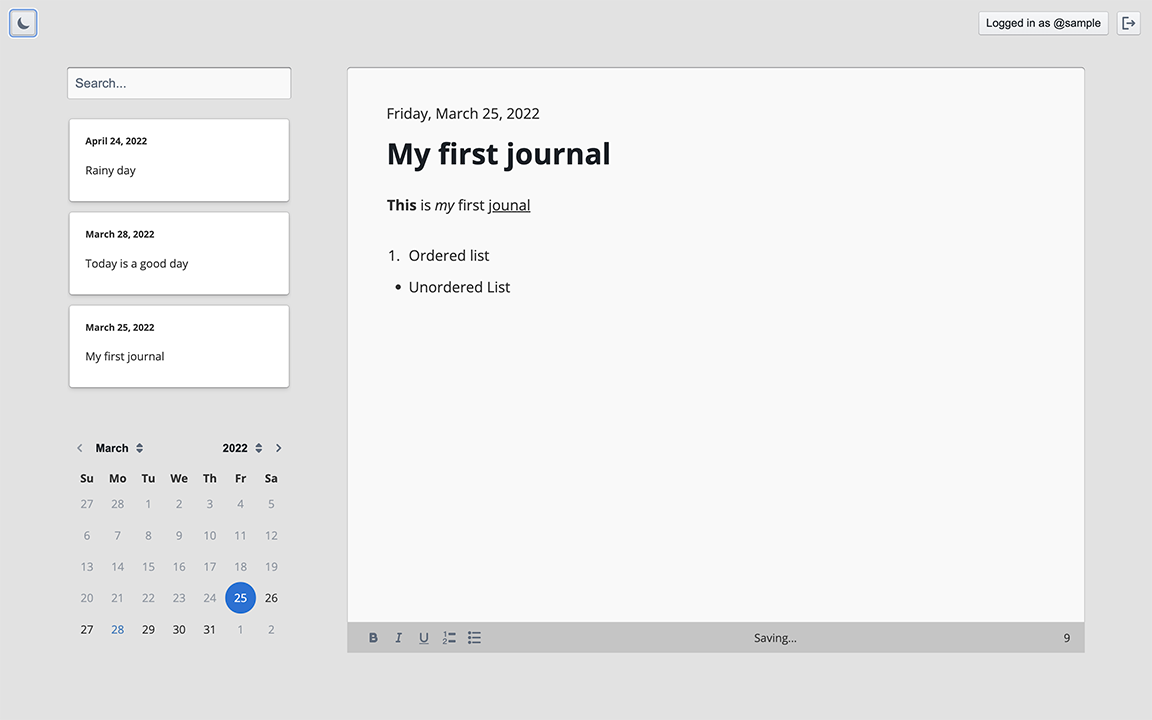 Logged in as @sample
Search...
April 24, 2022
Rainy day
March 28, 2022
Today is a good day
March 25, 2022
My first journal
March 2022
Su Mo Tu We Th Fr Sa
27 28 1 2 3 4 5
6 7 8 9 10 11 12
13 14 15 16 17 18 19
20 21 22 23 24 25 26
27 28 29 30 31 1 2
Friday, March 25, 2022
My first journal
This is my first jounal
1. Ordered list
• Unordered List
B I U
Saving...
9